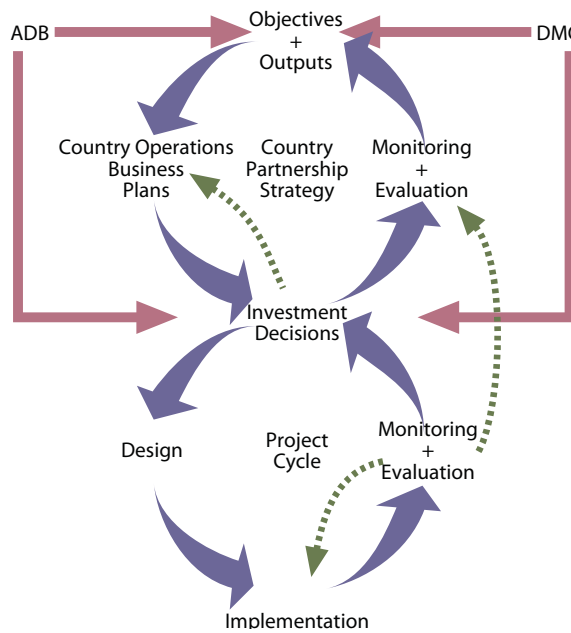 Objectives
+
Outputs
ADB
DMC
Country Operations
Business
Plans
Country
Partnership
Strategy
Monitoring
+
Evaluation
Investment
Decisions
Design
Project
Cycle
Monitoring
+
Evaluation
Implementation